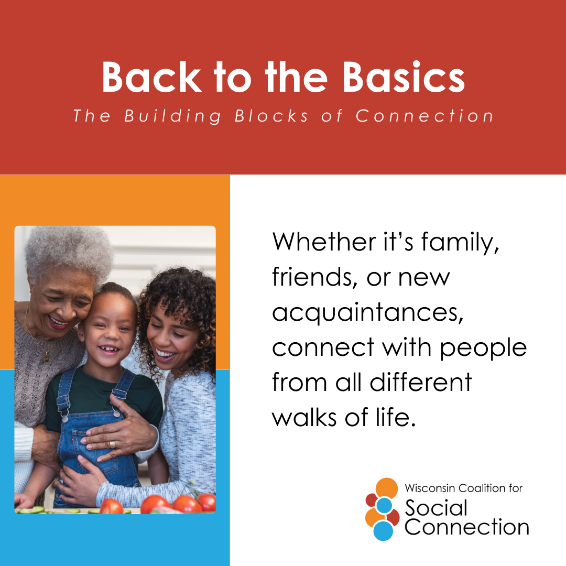 Back to the Basics
The Building Blocks of Connection
Whether it's family,
friends, or new
acquaintances,
connect with people
from all different
walks of life.
Wisconsin Coalition for
Social
Connection